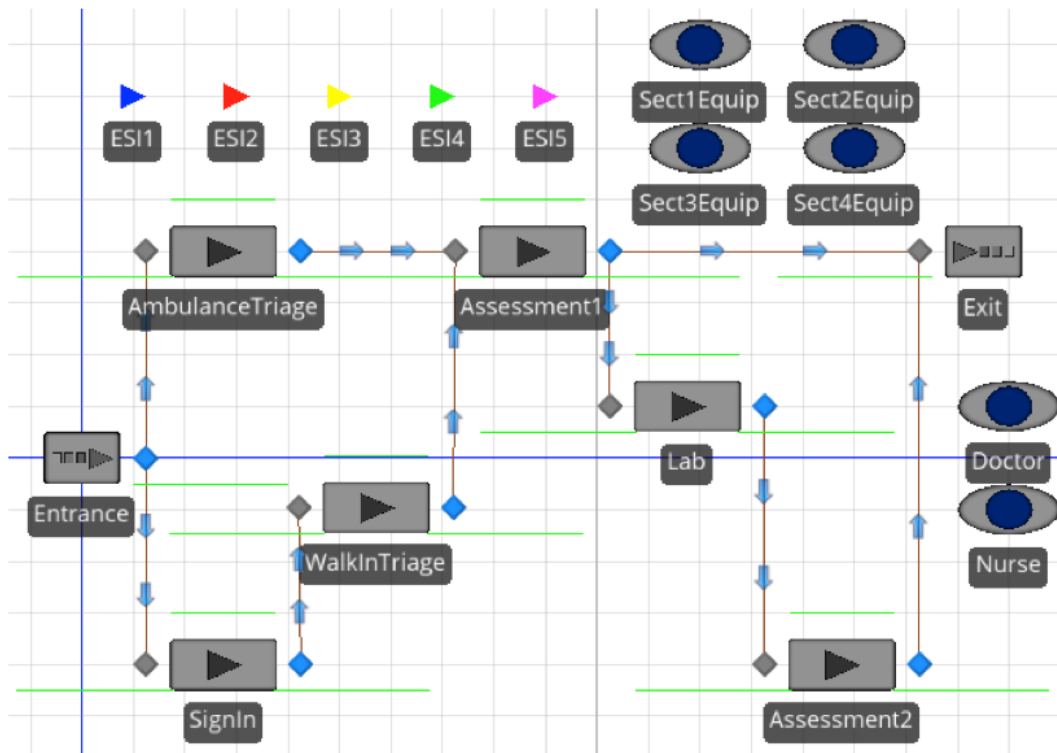 ESI1
ESI2
ESI3
ESI4
ESI5
Sect1Equip
Sect2Equip
Sect3Equip
Sect4Equip
AmbulanceTriage
Assessment1
Exit
Lab
Doctor
Entrance
WalkInTriage
Nurse
SignIn
Assessment2